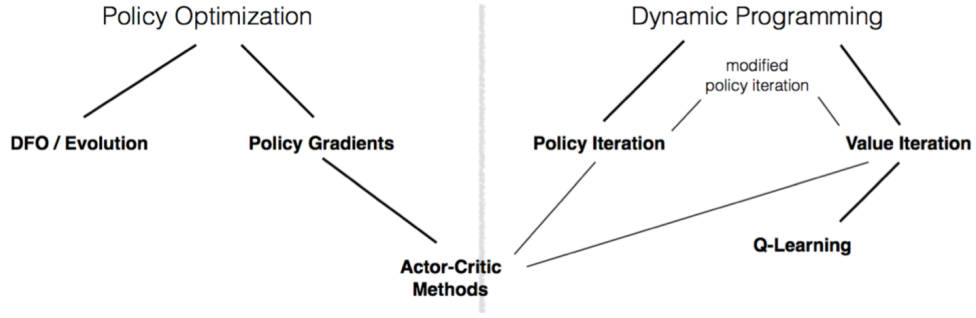 Policy Optimization
Dynamic Programming
modified
policy iteration
DFO / Evolution
Policy Gradients
Policy Iteration
Value Iteration
Q-Learning
Actor-Critic
Methods